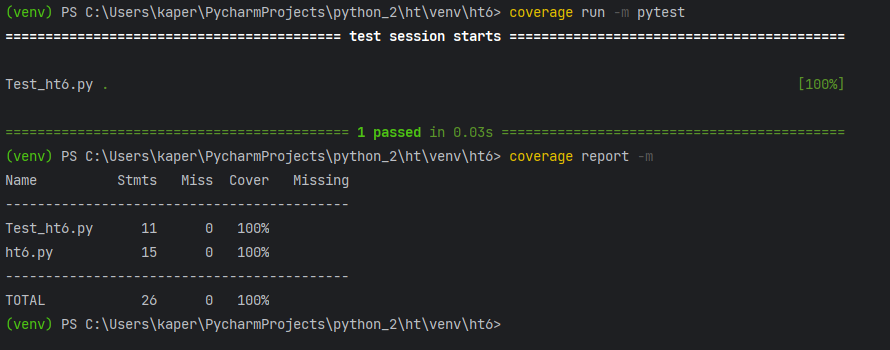 (venv) PS C:\Users\kaper\PycharmProjects\python_2\ht\venv\ht6> coverage run -m pytest
========================================== test session starts ==========================================
Test_ht6.py . [100%]
=========================================== 1 passed in 0.03s ===========================================
(venv) PS C:\Users\kaper\PycharmProjects\python_2\ht\venv\ht6> coverage report -m
Name          Stmts   Miss  Cover   Missing
-------------------------------------------
Test_ht6.py      11      0   100%
ht6.py           15      0   100%
-------------------------------------------
TOTAL            26      0   100%
(venv) PS C:\Users\kaper\PycharmProjects\python_2\ht\venv\ht6>